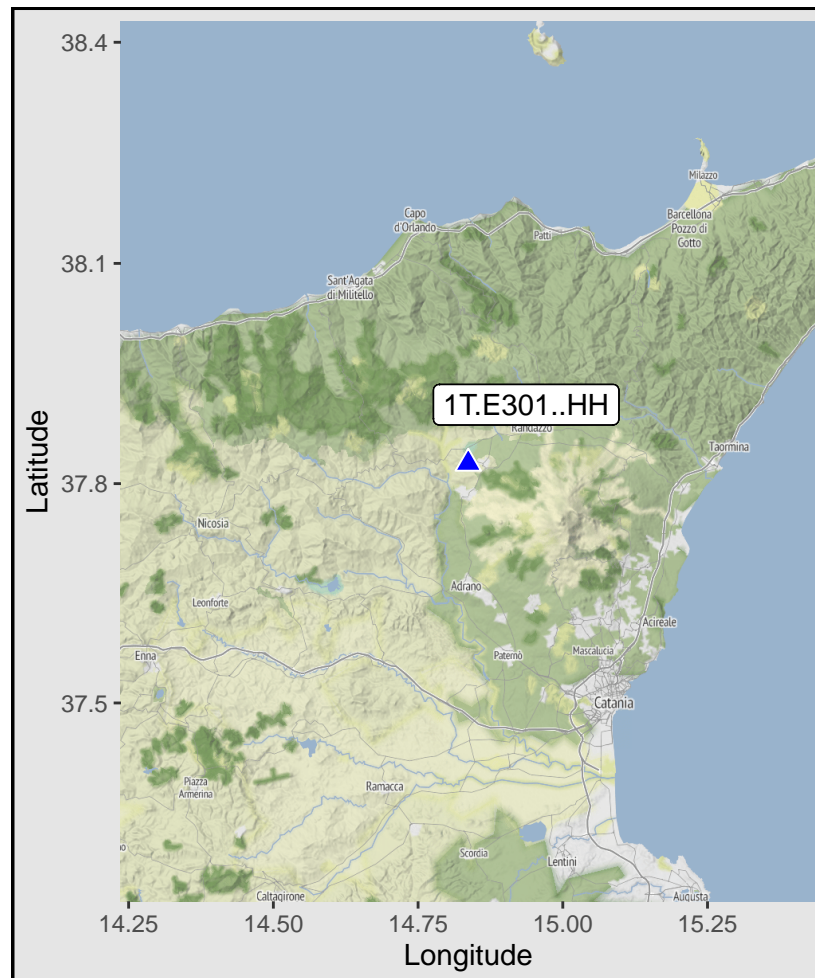 38.4
38.1
37.8
37.5
Latitude
14.25 14.50 14.75 15.00 15.25
Longitude
Milazzo
Barcellona
Pozzo di
Gotto
Capo
d'Orlando
Patti
Sant'Agata
di Militello
1T.E301..HH
Randazzo
Taormina
Nicosia
Adrano
Leonforte
Acireale
Enna
Paternò
Mascalucia
Catania
Piazza
Armerina
Ramacca
Scordia
Lentini
Caltagirone
Augusta